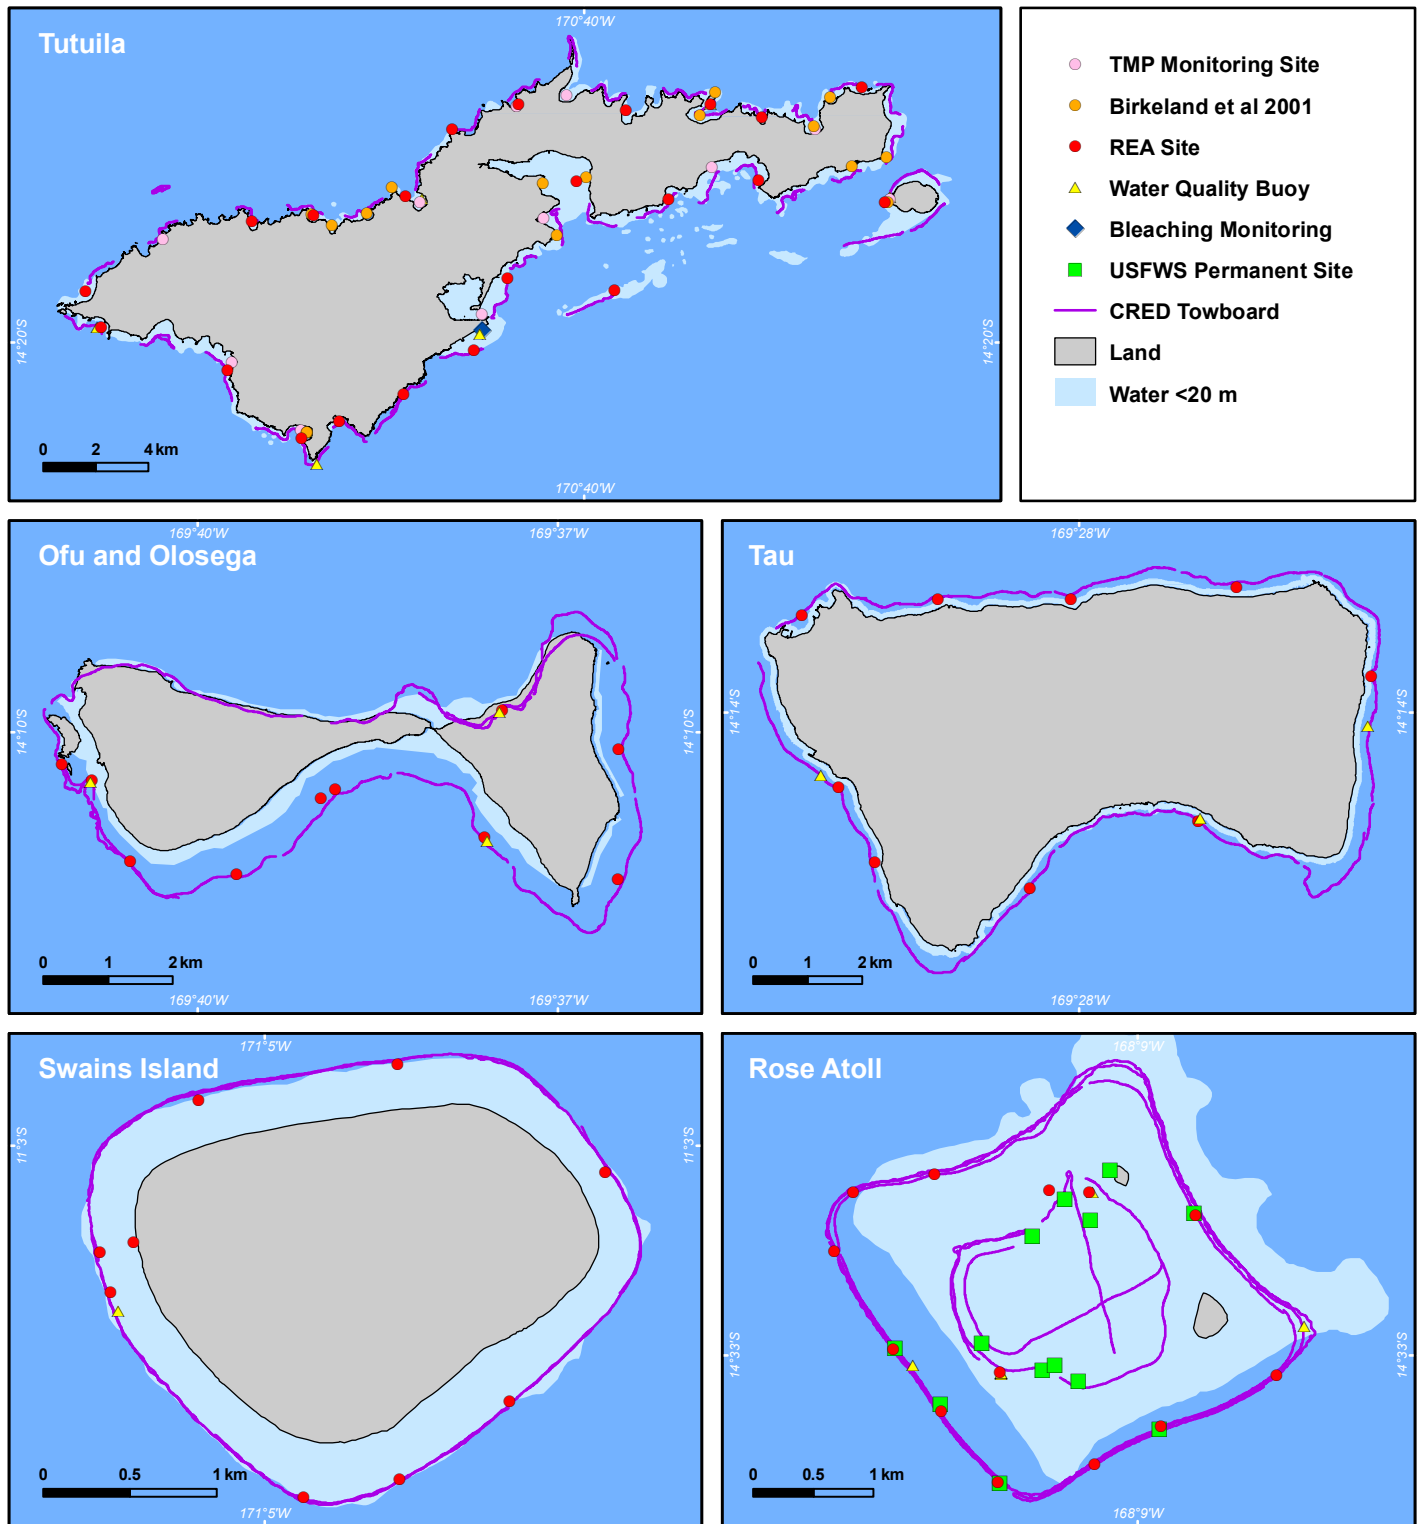 Tutuila
170°40'W
14°20'S
14°20'S
0 2 4 km
170°40'W
TMP Monitoring Site
Birkeland et al 2001
REA Site
Water Quality Buoy
Bleaching Monitoring
USFWS Permanent Site
CRED Towboard
Land
Water <20 m
Ofu and Olosega
169°40'W
169°37'W
14°10'S
14°10'S
0 1 2 km
169°40'W
169°37'W
Tau
169°28'W
14°14'S
14°14'S
0 1 2 km
169°28'W
Swains Island
171°5'W
11°3'S
11°3'S
0 0.5 1 km
171°5'W
Rose Atoll
168°9'W
14°33'S
14°33'S
0 0.5 1 km
168°9'W